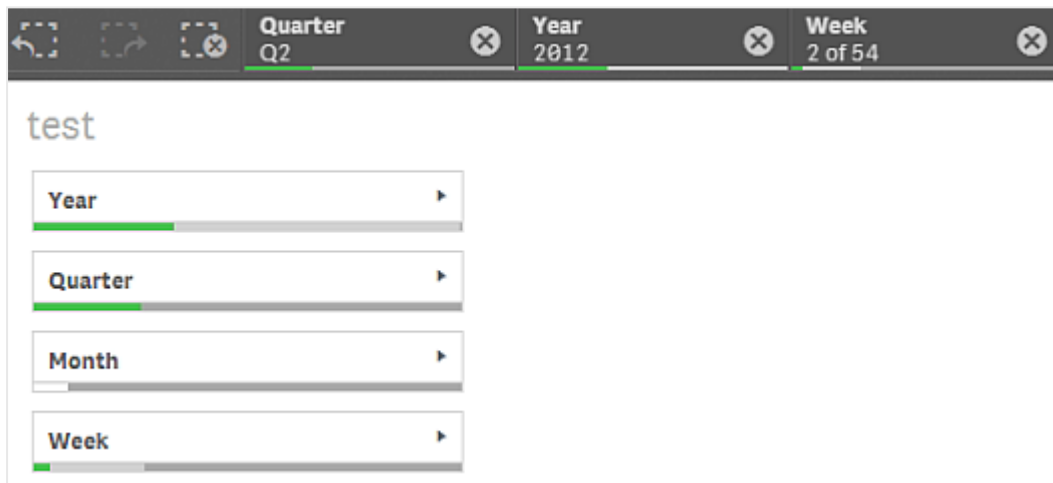 Quarter
Q2
Year
2012
Week
2 of 54
test
Year
Quarter
Month
Week